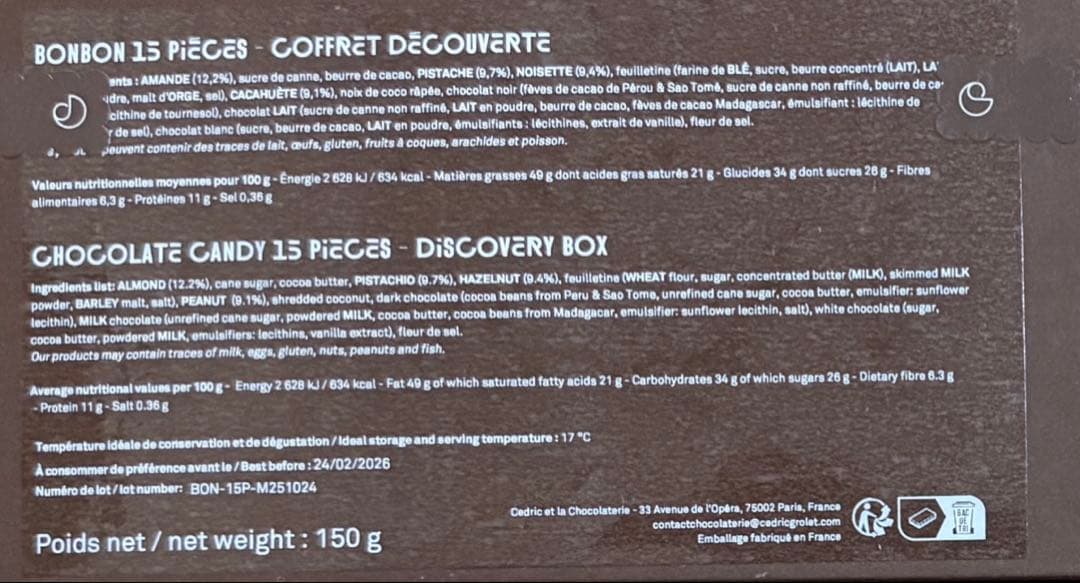 BONBON 15 PIÈCES - COFFRET DÉCOUVERTE
ents : AMANDE (12,2%), sucre de canne, beurre de cacao, PISTACHE (9,7%), NOISETTE (9,4%), feuilletine (farine de BLÉ, sucre, beurre concentré (LAIT), LA
dre, malt d'ORGE, sel), CACAHUÈTE (9,1%), noix de coco râpée, chocolat noir (fèves de cacao de Pérou & Sao Tomé, sucre de canne non raffiné, beurre de ca
cithine de tournesol), chocolat LAIT (sucre de canne non raffiné, LAIT en poudre, beurre de cacao, fèves de cacao Madagascar, émulsifiant : lécithine de
r de sel), chocolat blanc (sucre, beurre de cacao, LAIT en poudre, émulsifiants : lécithines, extrait de vanille), fleur de sel.
peuvent contenir des traces de lait, œufs, gluten, fruits à coques, arachides et poisson.
Valeurs nutritionnelles moyennes pour 100 g - Énergie 2 628 kJ / 634 kcal - Matières grasses 49 g dont acides gras saturés 21 g - Glucides 34 g dont sucres 26 g - Fibres
alimentaires 6,3 g - Protéines 11 g - Sel 0,36 g
CHOCOLATE CANDY 15 PIECES - DISCOVERY BOX
Ingredients list: ALMOND (12.2%), cane sugar, cocoa butter, PISTACHIO (9.7%), HAZELNUT (9.4%), feuilletine (WHEAT flour, sugar, concentrated butter (MILK), skimmed MILK
powder, BARLEY malt, salt), PEANUT (9.1%), shredded coconut, dark chocolate (cocoa beans from Peru & Sao Tome, unrefined cane sugar, cocoa butter, emulsifier: sunflower
lecithin), MILK chocolate (unrefined cane sugar, powdered MILK, cocoa butter, cocoa beans from Madagacar, emulsifier: sunflower lecithin, salt), white chocolate (sugar,
cocoa butter, powdered MILK, emulsifiers: lecithins, vanilla extract), fleur de sel.
Our products may contain traces of milk, eggs, gluten, nuts, peanuts and fish.
Average nutritional values per 100 g - Energy 2 628 kJ / 634 kcal - Fat 49 g of which saturated fatty acids 21 g - Carbohydrates 34 g of which sugars 26 g - Dietary fibre 6.3 g
- Protein 11 g - Salt 0.36 g
Température idéale de conservation et de dégustation / Ideal storage and serving temperature : 17 °C
À consommer de préférence avant le / Best before : 24/02/2026
Numéro de lot / lot number: BON-15P-M251024
Poids net / net weight : 150 g
Cedric et la Chocolaterie - 33 Avenue de l'Opéra, 75002 Paris, France
contactchocolaterie@cedricgrolet.com
Emballage fabriqué en France
BAC
DE
TRI